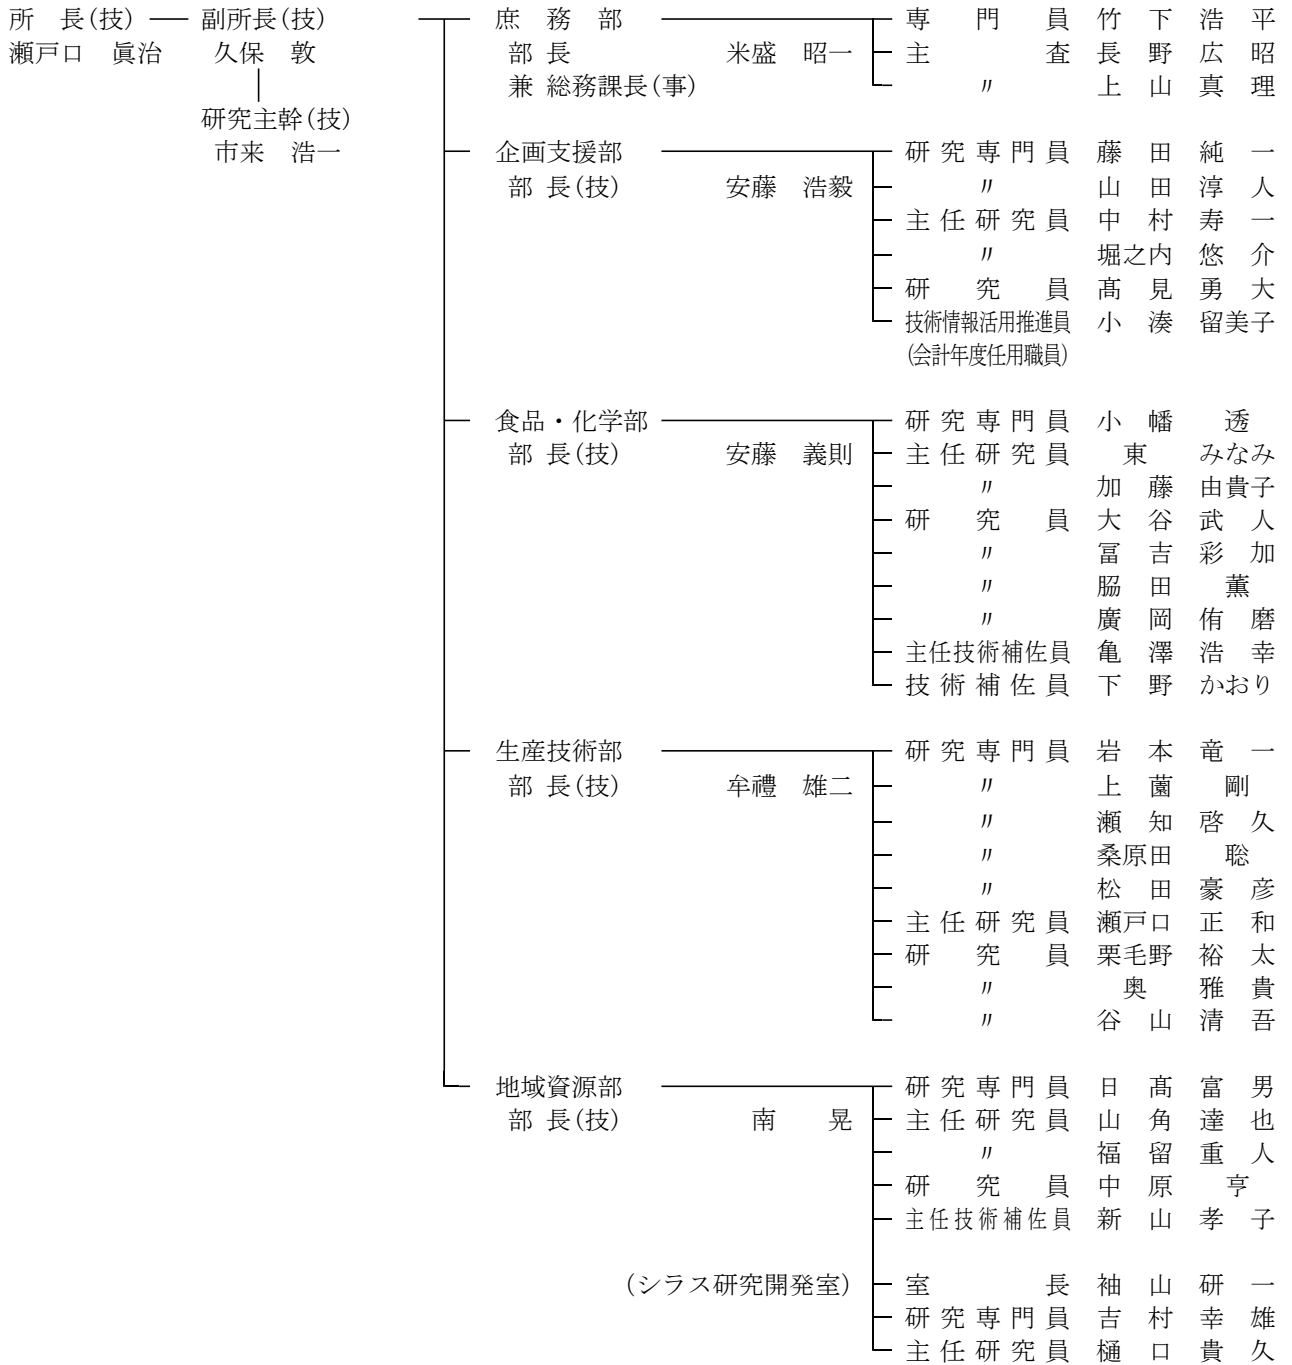 所　長(技) 副所長(技) 庶　務　部 専門員 竹下浩平
瀬戸口　眞治 久保　敦 部 長 米盛　昭一 主査 長野広昭
兼 総務課長(事) 〃 上山真理
研究主幹(技)
市来　浩一 企画支援部 研究専門員 藤田純一
部 長(技) 安藤　浩毅 〃 山田淳人
主任研究員 中村寿一
〃 堀之内悠介
研究員 髙見勇大
技術情報活用推進員 小湊留美子
(会計年度任用職員)
食品・化学部 研究専門員 小幡透
部 長(技) 安藤　義則 主任研究員 東みなみ
〃 加藤由貴子
研究員 大谷武人
〃 冨吉彩加
〃 脇田薫
〃 廣岡侑磨
主任技術補佐員 亀澤浩幸
技術補佐員 下野かおり
生産技術部 研究専門員 岩本竜一
部 長(技) 牟禮　雄二 〃 上薗剛
〃 瀬知啓久
〃 桑原田聡
〃 松田豪彦
主任研究員 瀬戸口正和
研究員 栗毛野裕太
〃 奥雅貴
〃 谷山清吾
地域資源部 研究専門員 日髙富男
部 長(技) 南　晃 主任研究員 山角達也
〃 福留重人
研究員 中原亨
主任技術補佐員 新山孝子
(シラス研究開発室) 室長 袖山研一
研究専門員 吉村幸雄
主任研究員 樋口貴久